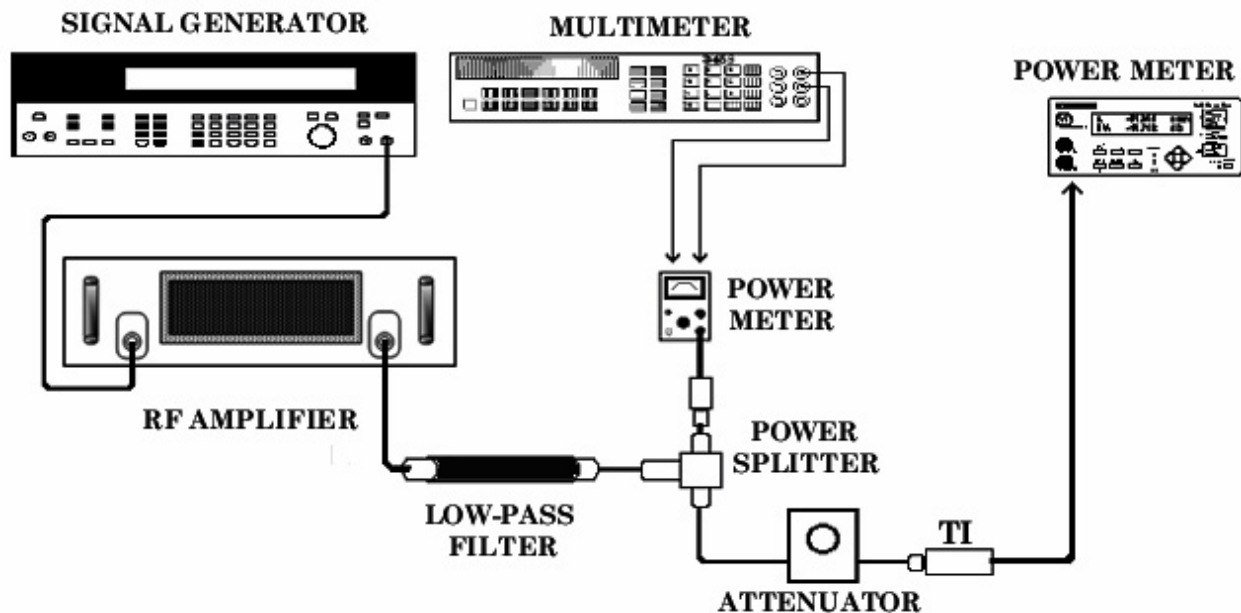 SIGNAL GENERATOR
MULTIMETER
POWER METER
POWER
METER
RF AMPLIFIER
POWER
SPLITTER
LOW-PASS
FILTER
TI
ATTENUATOR